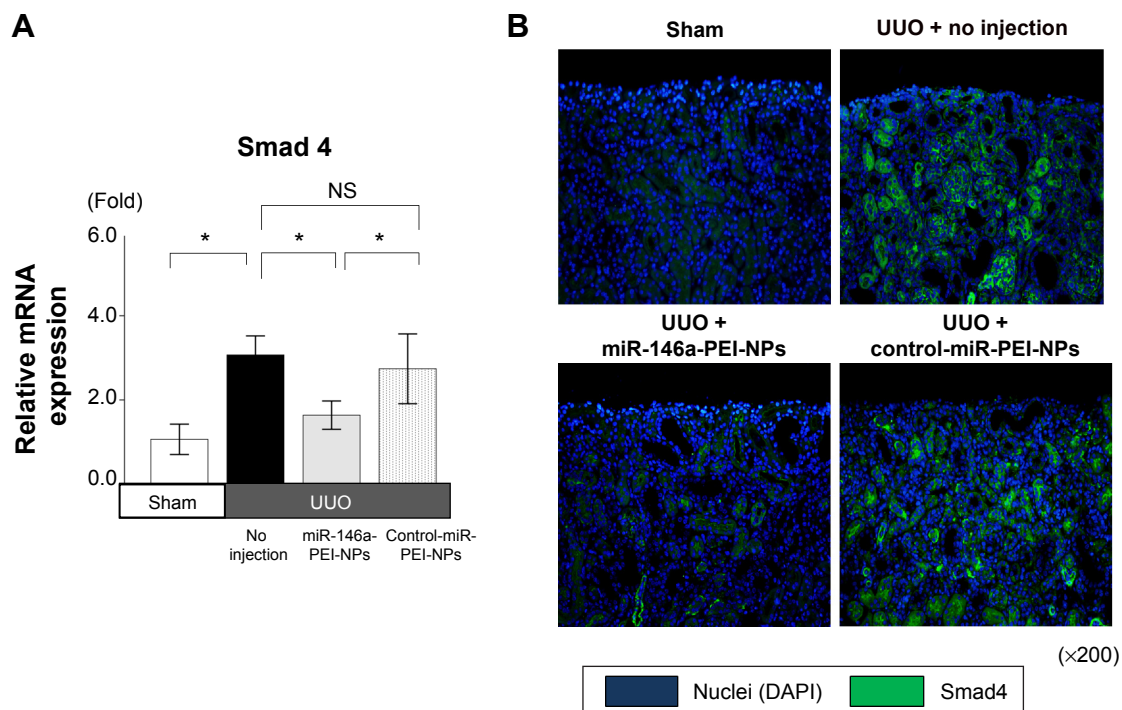 A
Smad 4
(Fold)
NS
6.0
*
*
*
4.0
2.0
0.0
Relative mRNA
expression
Sham
UUO
No
injection
miR-146a-
PEI-NPs
Control-miR-
PEI-NPs
B
Sham
UUO + no injection
UUO +
miR-146a-PEI-NPs
UUO +
control-miR-PEI-NPs
(×200)
Nuclei (DAPI)
Smad4